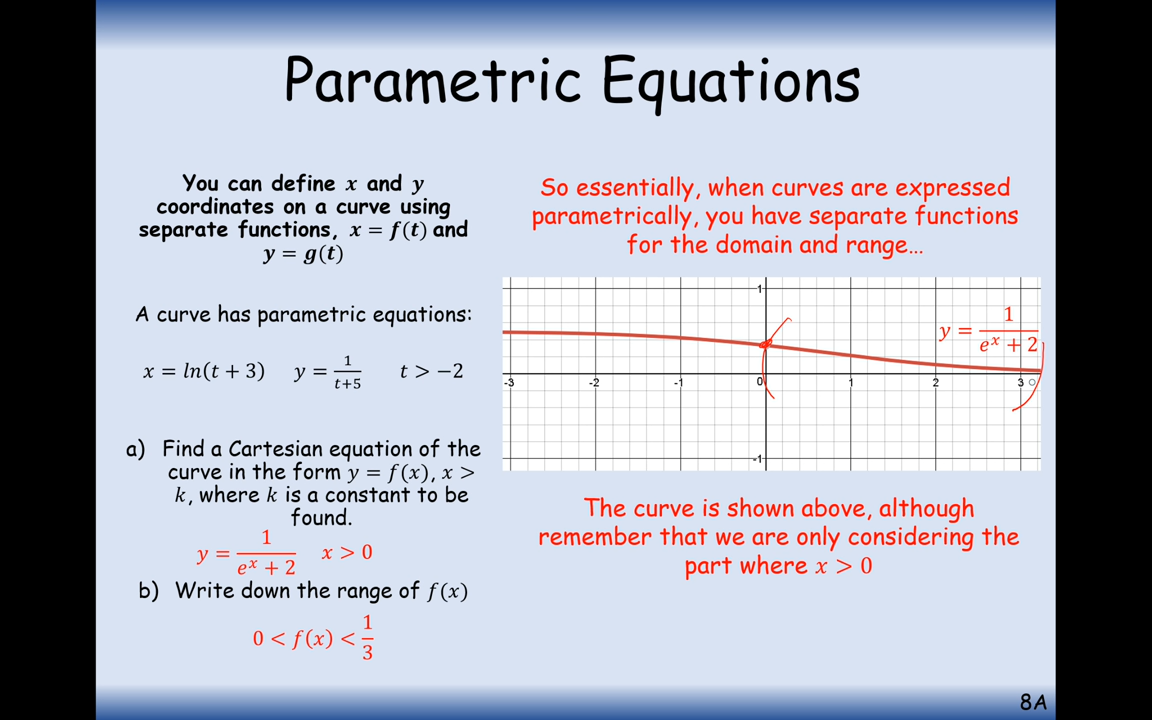 Parametric Equations
You can define x and y
coordinates on a curve using
separate functions, x = f(t) and
y = g(t)
A curve has parametric equations:
x = ln(t + 3)    y = 1/(t+5)    t > −2
a) Find a Cartesian equation of the
curve in the form y = f(x), x >
k, where k is a constant to be
found.
y = 1/(e^x + 2)    x > 0
b) Write down the range of f(x)
0 < f(x) < 1/3
So essentially, when curves are expressed
parametrically, you have separate functions
for the domain and range…
1
y = 1/(e^x + 2)
-3 -2 -1 0 1 2 3
-1
The curve is shown above, although
remember that we are only considering the
part where x > 0
8A